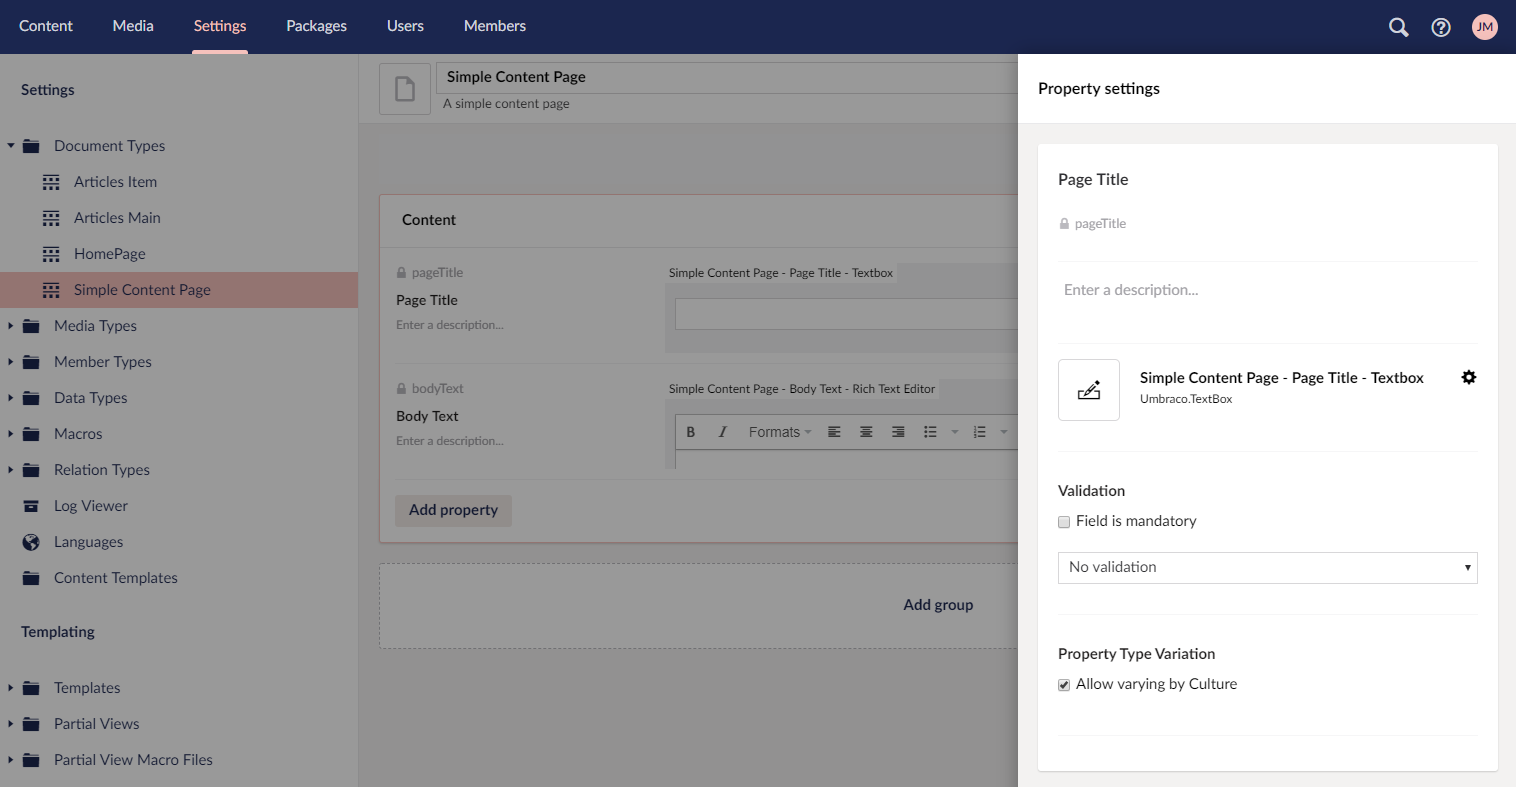 Content Media Settings Packages Users Members JM
Settings
Document Types
Articles Item
Articles Main
HomePage
Simple Content Page
Media Types
Member Types
Data Types
Macros
Relation Types
Log Viewer
Languages
Content Templates
Templating
Templates
Partial Views
Partial View Macro Files
Simple Content Page
A simple content page
Content
pageTitle
Page Title
Enter a description...
Simple Content Page - Page Title - Textbox
bodyText
Body Text
Enter a description...
Simple Content Page - Body Text - Rich Text Editor
B I Formats
Add property
Add group
Property settings
Page Title
pageTitle
Enter a description...
Simple Content Page - Page Title - Textbox
Umbraco.TextBox
Validation
Field is mandatory
No validation
Property Type Variation
Allow varying by Culture